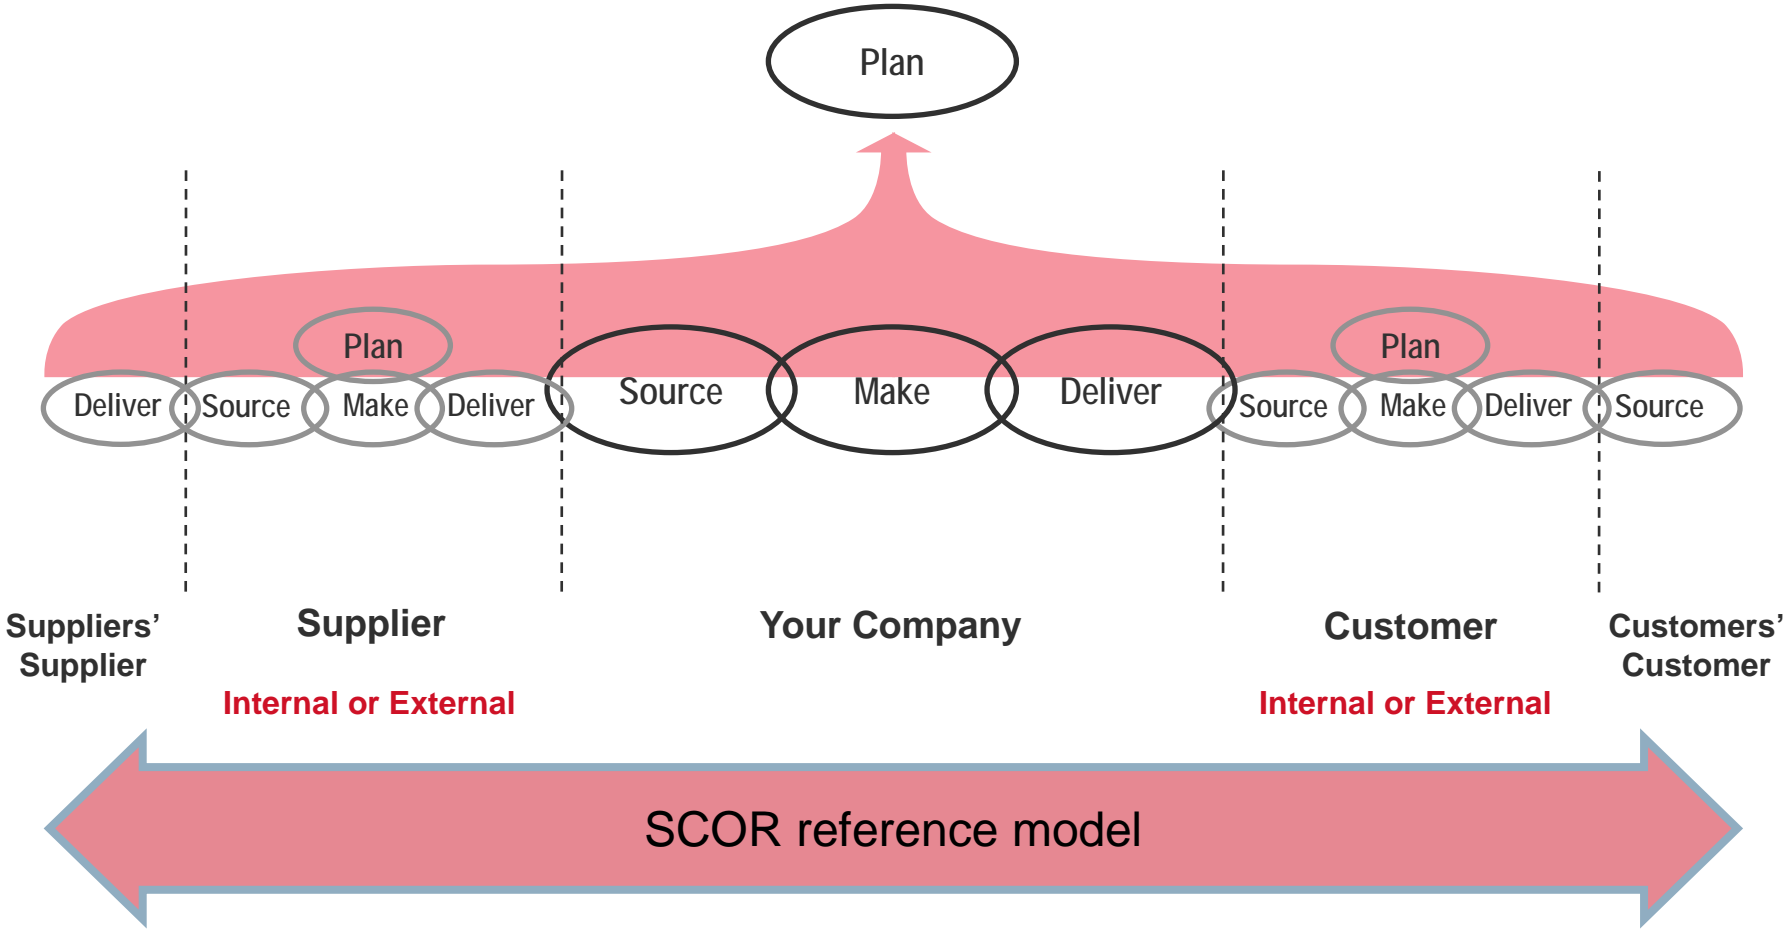 Plan
Plan
Plan
Deliver
Source
Make
Deliver
Source
Make
Deliver
Source
Make
Deliver
Source
Suppliers’
Supplier
Supplier
Internal or External
Your Company
Customer
Internal or External
Customers’
Customer
SCOR reference model